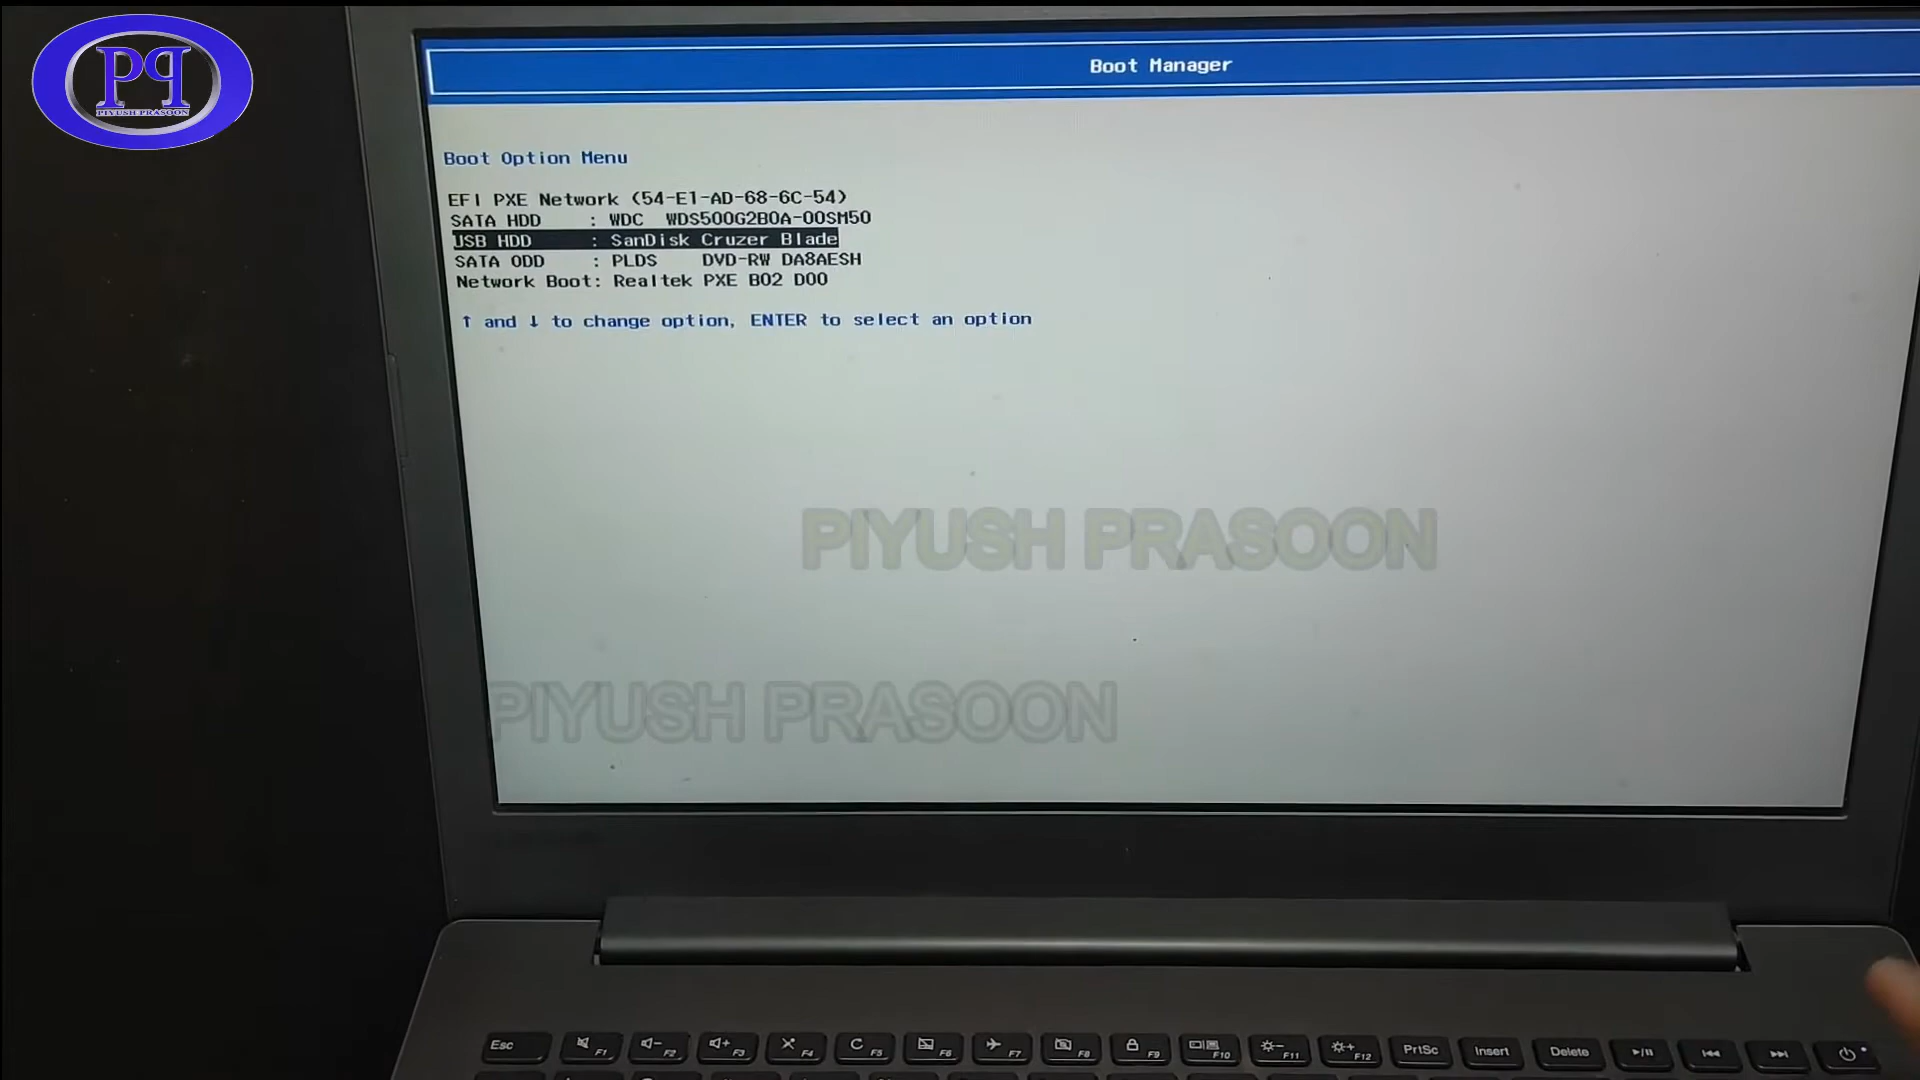 PP
PIYUSH PRASOON
Boot Manager
Boot Option Menu
EFI PXE Network (54-E1-AD-68-6C-54)
SATA HDD : WDC WDS500G2B0A-00SM50
USB HDD : SanDisk Cruzer Blade
SATA ODD : PLDS DVD-RW DA8AESH
Network Boot: Realtek PXE B02 D00
↑ and ↓ to change option, ENTER to select an option
PIYUSH PRASOON
PIYUSH PRASOON
Esc F1 F2 F3 F4 F5 F6 F7 F8 F9 F10 F11 F12 PrtSc Insert Delete